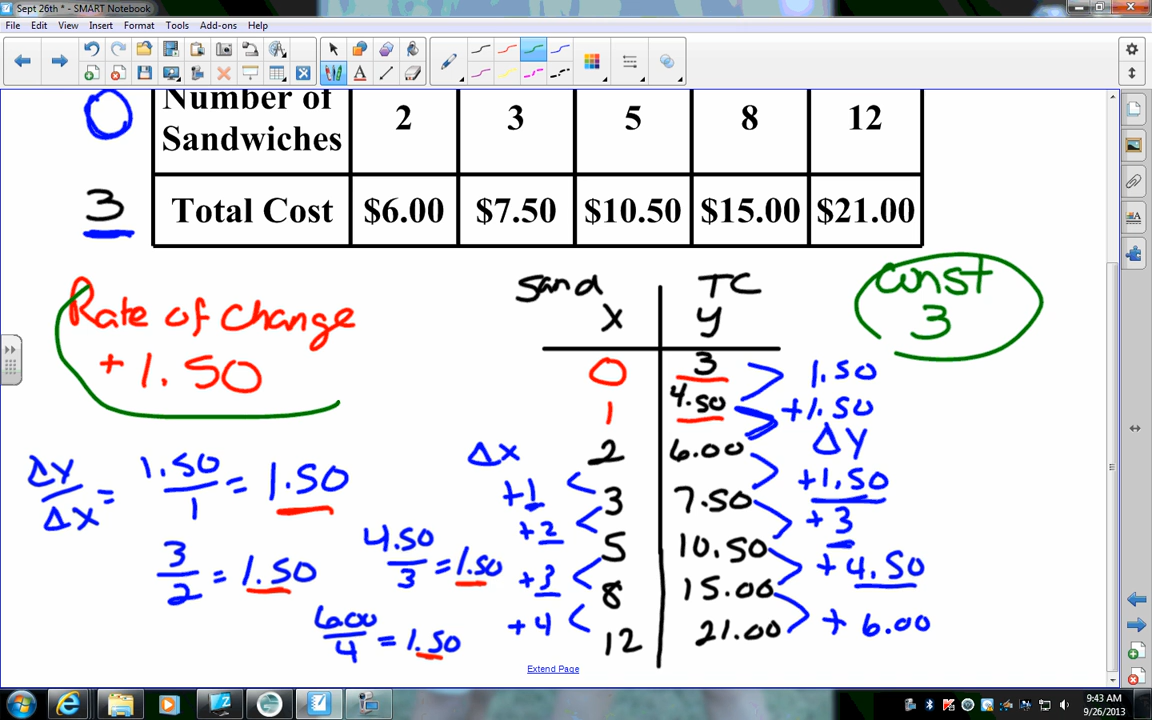 Sept 26th * - SMART Notebook
File Edit View Insert Format Tools Add-ons Help
0 Number of Sandwiches 2 3 5 8 12
3 Total Cost $6.00 $7.50 $10.50 $15.00 $21.00
Rate of Change
+1.50
Sand TC
x y
0 3
1 4.50
2 6.00
3 7.50
5 10.50
8 15.00
12 21.00
const
3
1.50
+1.50
ΔY
+1.50
+3
+4.50
+6.00
ΔX
+1
+2
+3
+4
ΔY/ΔX = 1.50/1 = 1.50
3/2 = 1.50
4.50/3 = 1.50
6.00/4 = 1.50
Extend Page
9:43 AM
9/26/2013